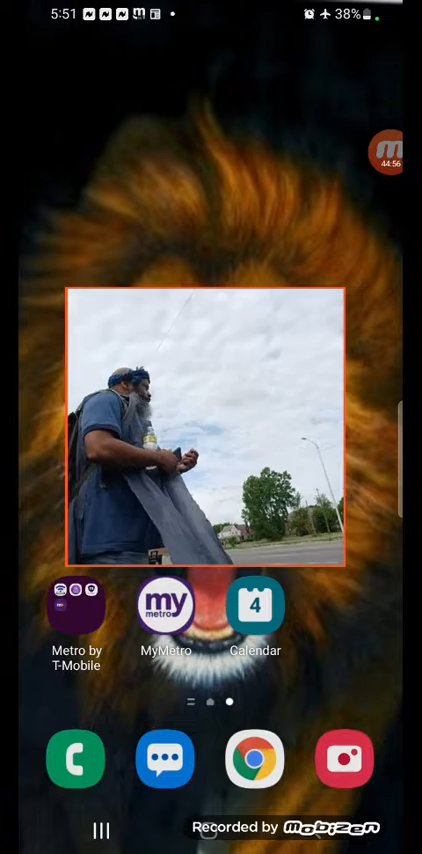 5:51
38%
44:56
my
metro
4
Metro by
T-Mobile
MyMetro
Calendar
Recorded by Mobizen